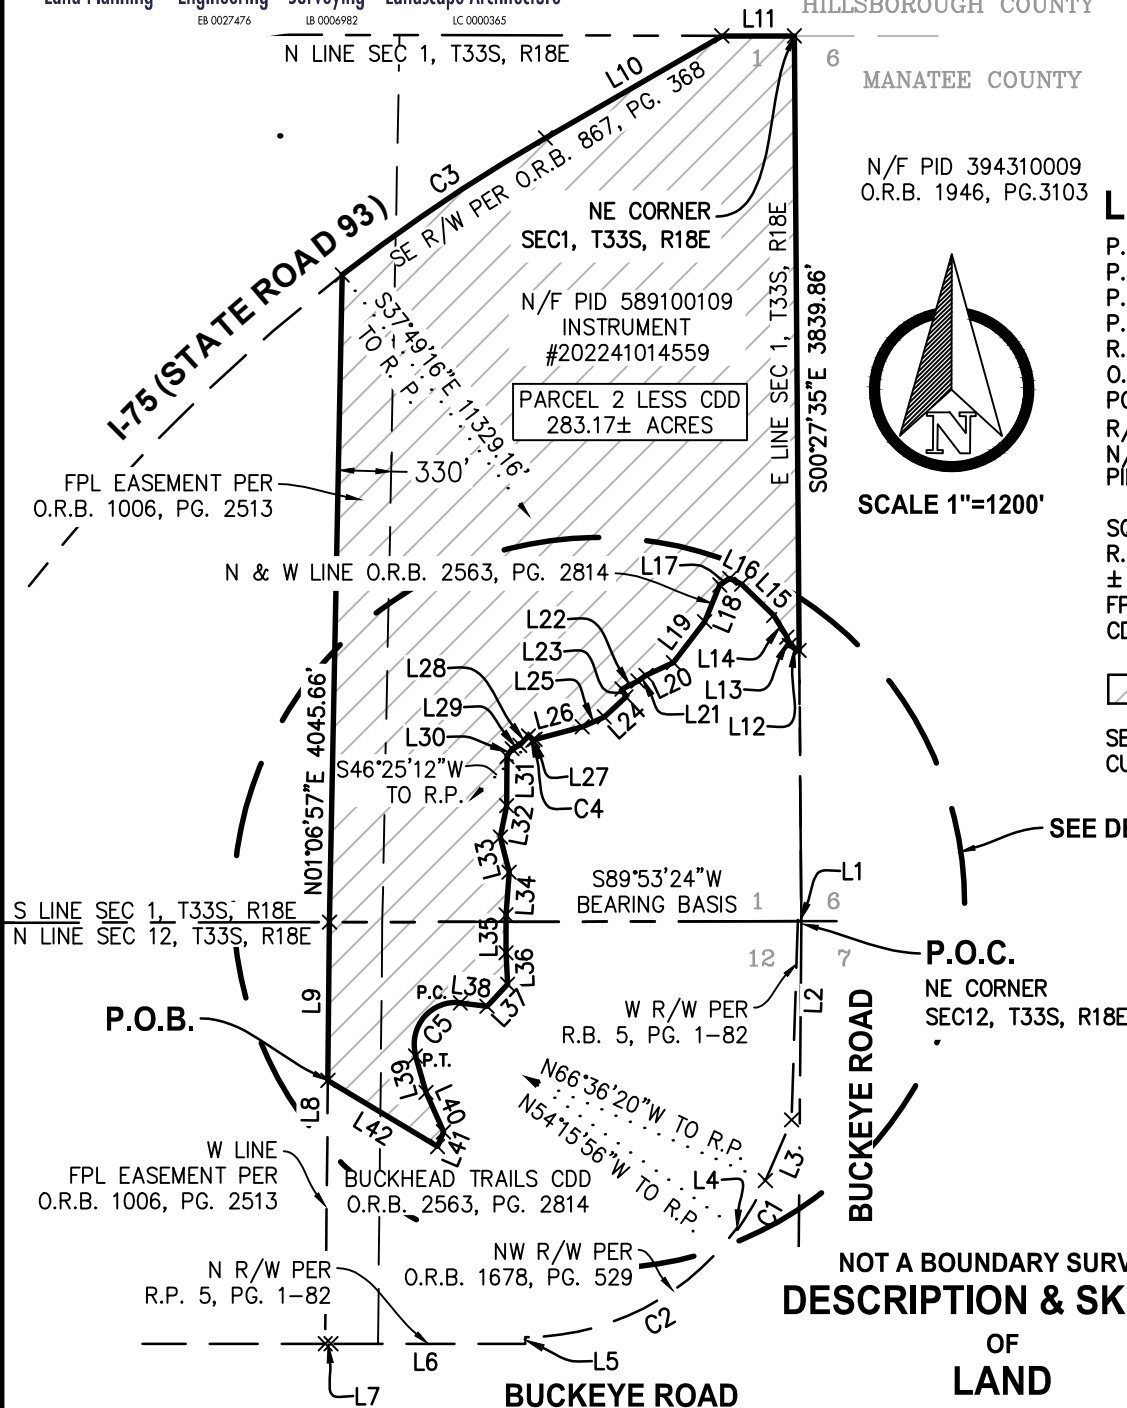 Land Planning Engineering Surveying Landscape Architecture
EB 0027476 LB 0006982 LC 0000365
HILLSBOROUGH COUNTY
L11
N LINE SEC 1, T33S, R18E
1 6
MANATEE COUNTY
L10
SE R/W PER O.R.B. 867, PG. 368
C3
N/F PID 394310009
O.R.B. 1946, PG.3103
NE CORNER
SEC1, T33S, R18E
I-75 (STATE ROAD 93)
E LINE SEC 1, T33S, R18E
S00°27'35"E 3839.86'
S37°49'16"E 11329.16'
TO R. P.
N/F PID 589100109
INSTRUMENT
#202241014559
PARCEL 2 LESS CDD
283.17± ACRES
330'
FPL EASEMENT PER
O.R.B. 1006, PG. 2513
N
SCALE 1"=1200'
L
P.
P.
P.
P.
R.
O.
R/
N/
R.
±
FP
SE
CU
N & W LINE O.R.B. 2563, PG. 2814
L17
L16
L15
L18
L22
L19
L14
L23
L28
L25
L20
L13
L29
L26
L24
L21
L12
L30
N01°06'57"E 4045.66'
S46°25'12"W
TO R.P.
L31
L27
C4
L32
L33
SEE DE
L34
S89°53'24"W
BEARING BASIS
L1
1 6
S LINE SEC 1, T33S, R18E
N LINE SEC 12, T33S, R18E
L35
12 7
P.O.C.
NE CORNER
SEC12, T33S, R18E
L36
L9
P.C.
L38
L37
L2
P.O.B.
C5
W R/W PER
R.B. 5, PG. 1-82
BUCKEYE ROAD
P.T.
L39
N66°36'20"W TO R.P.
N54°15'56"W TO R.P.
L8
L40
L42
L41
L3
L4
C1
W LINE
FPL EASEMENT PER
O.R.B. 1006, PG. 2513
BUCKHEAD TRAILS CDD
O.R.B. 2563, PG. 2814
NW R/W PER
O.R.B. 1678, PG. 529
N R/W PER
R.P. 5, PG. 1-82
C2
NOT A BOUNDARY SURV
DESCRIPTION & SK
OF
LAND
L6
L5
L7
BUCKEYE ROAD